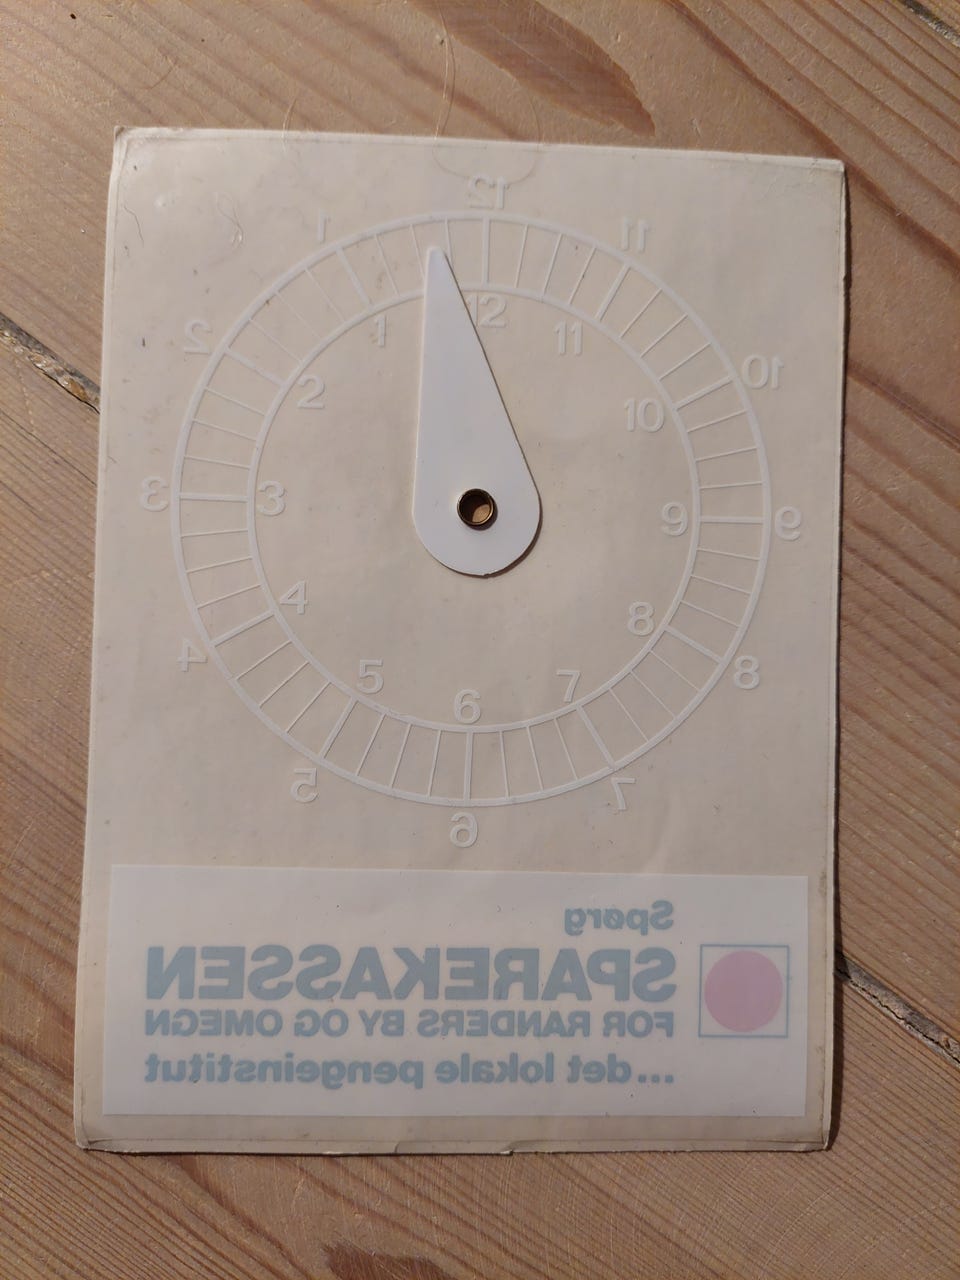 12
1 11
12
1 11
2 10
2 10
3 3 9 9
4 8
4 8
5 7
6
5 7
6
Spørg
SPAREKASSEN
FOR RANDERS BY OG OMEGN
...det lokale pengeinstitut